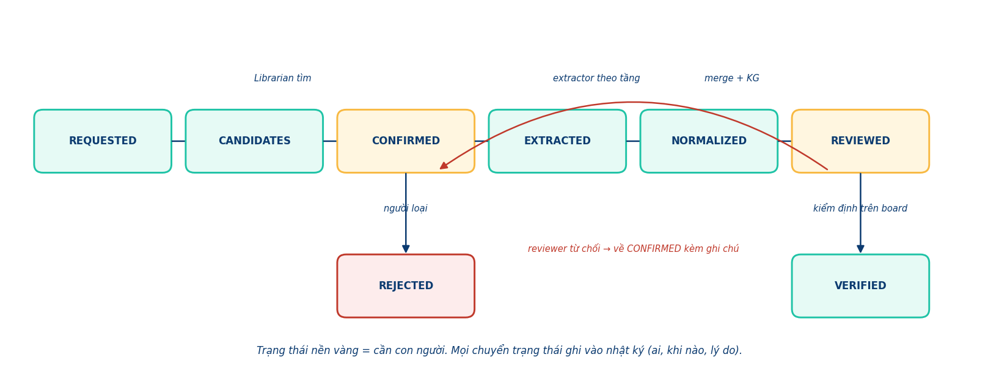 Librarian tìm
extractor theo tầng
merge + KG
REQUESTED
CANDIDATES
CONFIRMED
EXTRACTED
NORMALIZED
REVIEWED
người loại
kiểm định trên board
reviewer từ chối → về CONFIRMED kèm ghi chú
REJECTED
VERIFIED
Trạng thái nền vàng = cần con người. Mọi chuyển trạng thái ghi vào nhật ký (ai, khi nào, lý do).